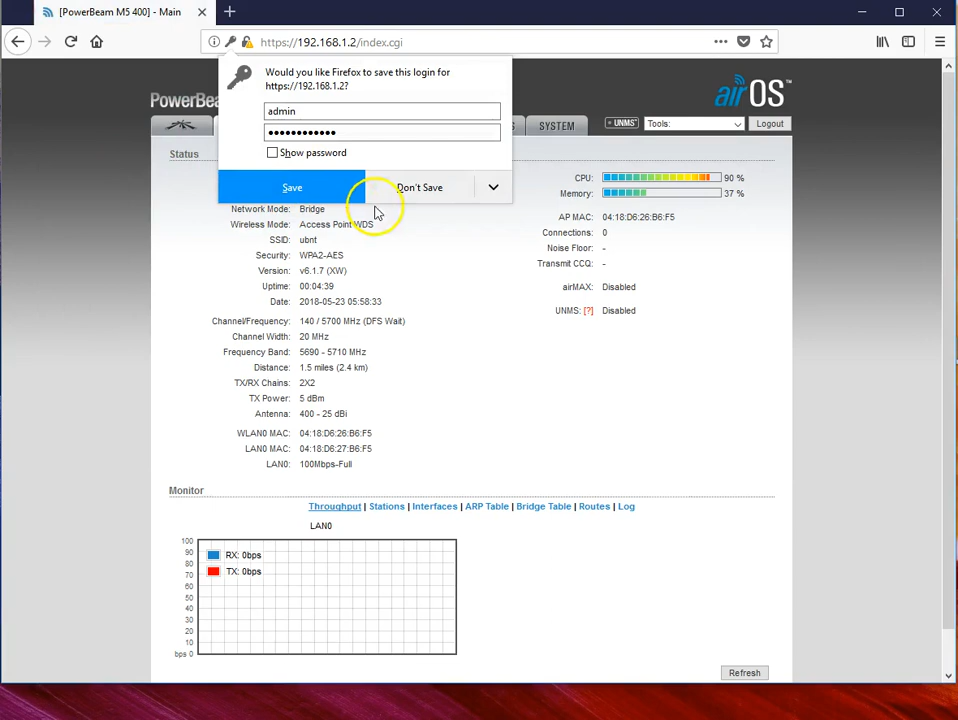 [PowerBeam M5 400] - Main
https://192.168.1.2/index.cgi
Would you like Firefox to save this login for
https://192.168.1.2?
admin
••••••••••••
Show password
Save
Don't Save
PowerBea
airOS™
S
SYSTEM
UNMS
Tools:
Logout
Status
Network Mode: Bridge
Wireless Mode: Access Point WDS
SSID: ubnt
Security: WPA2-AES
Version: v6.1.7 (XW)
Uptime: 00:04:39
Date: 2018-05-23 05:58:33
Channel/Frequency: 140 / 5700 MHz (DFS Wait)
Channel Width: 20 MHz
Frequency Band: 5690 - 5710 MHz
Distance: 1.5 miles (2.4 km)
TX/RX Chains: 2X2
TX Power: 5 dBm
Antenna: 400 - 25 dBi
WLAN0 MAC: 04:18:D6:26:B6:F5
LAN0 MAC: 04:18:D6:27:B6:F5
LAN0: 100Mbps-Full
CPU: 90 %
Memory: 37 %
AP MAC: 04:18:D6:26:B6:F5
Connections: 0
Noise Floor: -
Transmit CCQ: -
airMAX: Disabled
UNMS: [?] Disabled
Monitor
Throughput | Stations | Interfaces | ARP Table | Bridge Table | Routes | Log
LAN0
100
90
80
70
60
50
40
30
20
10
bps 0
RX: 0bps
TX: 0bps
Refresh